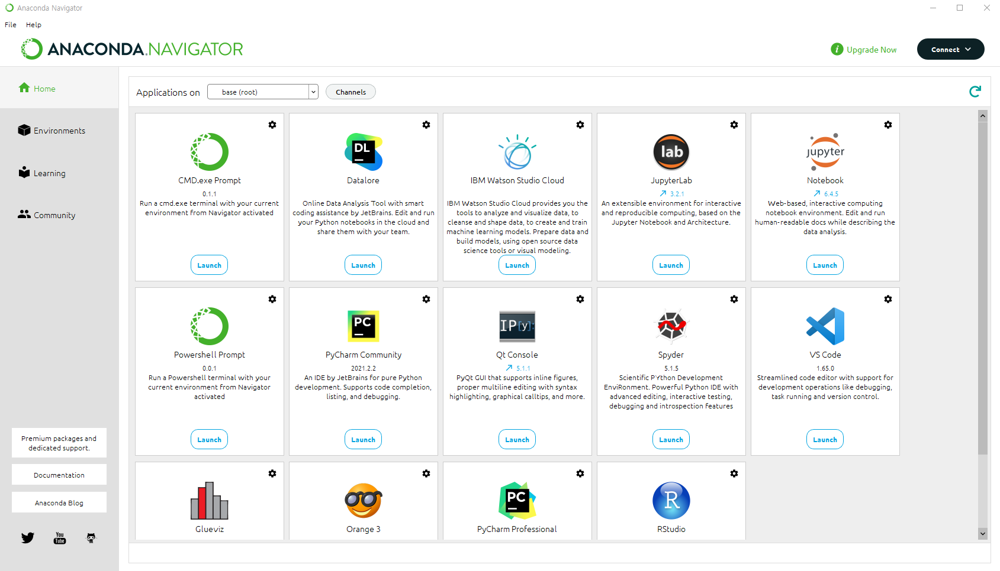 Anaconda Navigator
File Help
ANACONDA.NAVIGATOR
i Upgrade Now
Connect
Home
Environments
Learning
Community
Premium packages and
dedicated support.
Documentation
Anaconda Blog
You
Tube
Applications on
base (root)
Channels
CMD.exe Prompt
0.1.1
Run a cmd.exe terminal with your current
environment from Navigator activated
Launch
DL
Datalore
Online Data Analysis Tool with smart
coding assistance by JetBrains. Edit and run
your Python notebooks in the cloud and
share them with your team.
Launch
IBM Watson Studio Cloud
IBM Watson Studio Cloud provides you the
tools to analyze and visualize data, to
cleanse and shape data, to create and train
machine learning models. Prepare data and
build models, using open source data
science tools or visual modeling.
Launch
lab
JupyterLab
3.2.1
An extensible environment for interactive
and reproducible computing, based on the
Jupyter Notebook and Architecture.
Launch
jupyter
Notebook
6.4.5
Web-based, interactive computing
notebook environment. Edit and run
human-readable docs while describing the
data analysis.
Launch
Powershell Prompt
0.0.1
Run a Powershell terminal with your
current environment from Navigator
activated
Launch
PC
PyCharm Community
2021.2.2
An IDE by JetBrains for pure Python
development. Supports code completion,
listing, and debugging.
Launch
IP[y]:
Qt Console
5.1.1
PyQt GUI that supports inline figures,
proper multiline editing with syntax
highlighting, graphical calltips, and more.
Launch
Spyder
5.1.5
Scientific PYthon Development
EnviRonment. Powerful Python IDE with
advanced editing, interactive testing,
debugging and introspection features
Launch
VS Code
1.65.0
Streamlined code editor with support for
development operations like debugging,
task running and version control.
Launch
Glueviz
Orange 3
PC
PyCharm Professional
R
RStudio